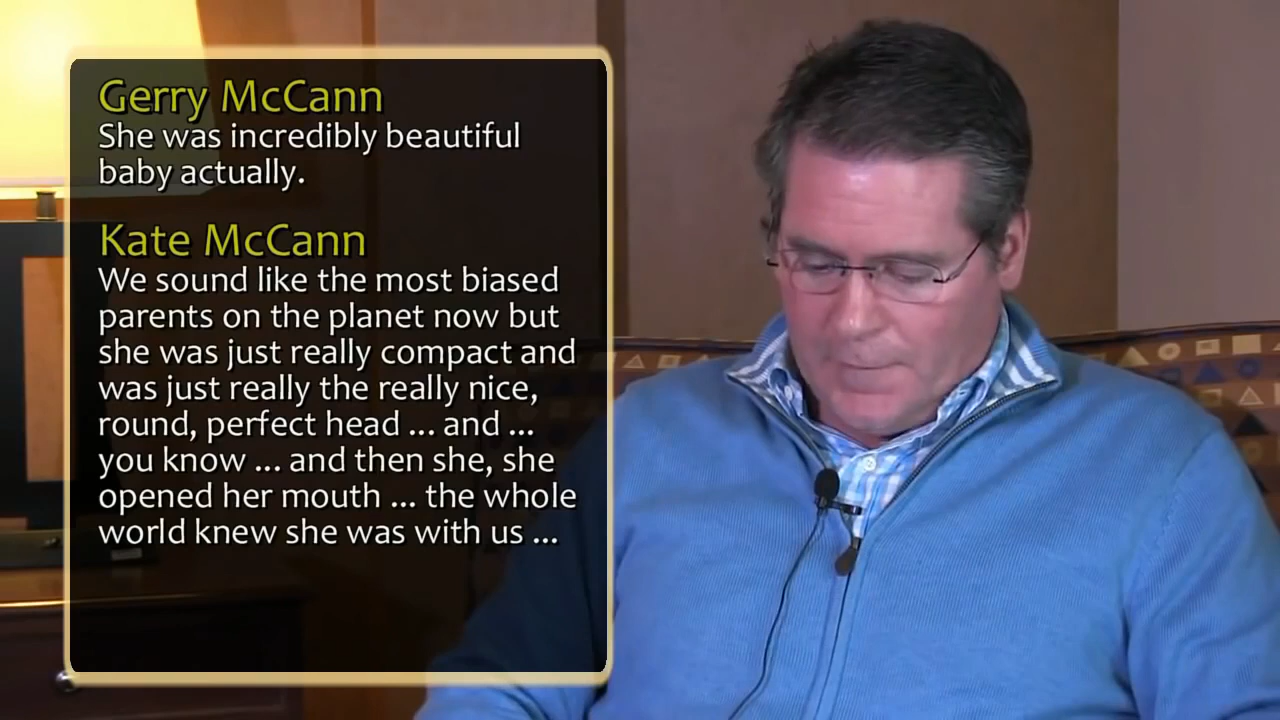 Gerry McCann
She was incredibly beautiful
baby actually.
Kate McCann
We sound like the most biased
parents on the planet now but
she was just really compact and
was just really the really nice,
round, perfect head ... and ...
you know ... and then she, she
opened her mouth ... the whole
world knew she was with us ...